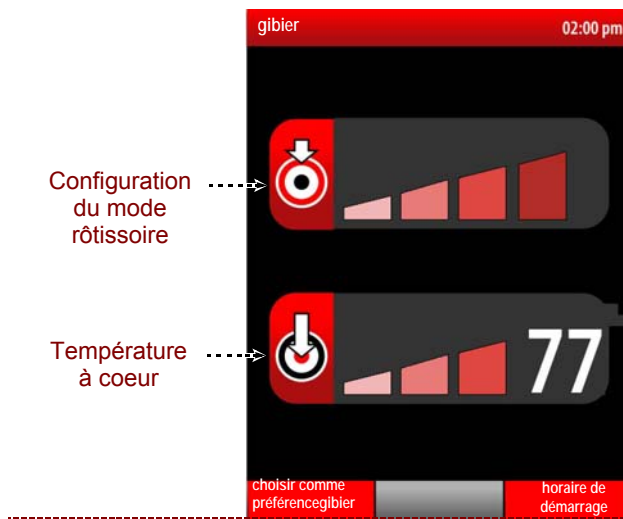 gibier
02:00 pm
Configuration
du mode
rôtissoire
Température
à coeur
77
choisir comme
préférencegibier
horaire de
démarrage